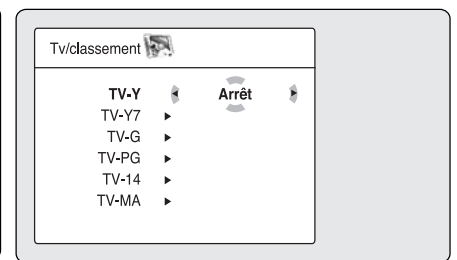 Tv/classement
TV-Y Arrêt
TV-Y7
TV-G
TV-PG
TV-14
TV-MA